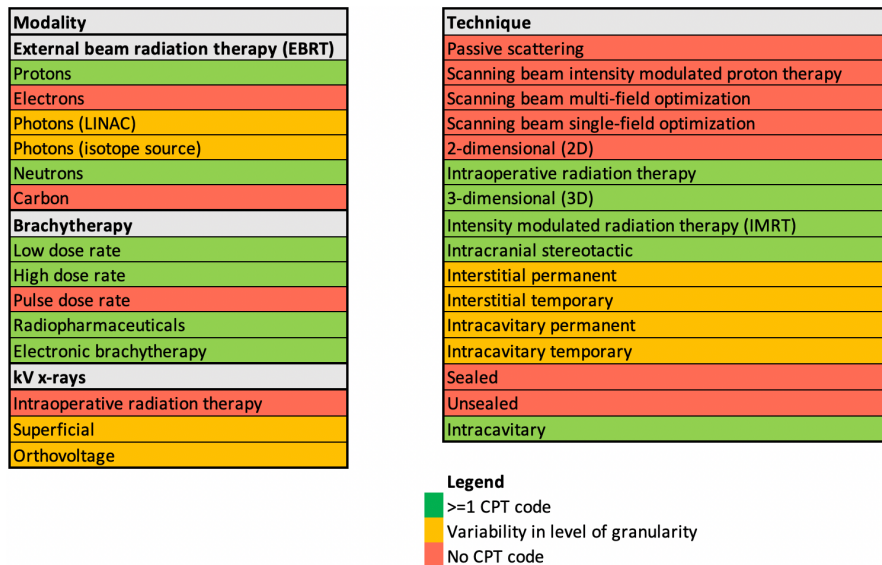 Modality
External beam radiation therapy (EBRT)
Protons
Electrons
Photons (LINAC)
Photons (isotope source)
Neutrons
Carbon
Brachytherapy
Low dose rate
High dose rate
Pulse dose rate
Radiopharmaceuticals
Electronic brachytherapy
kV x-rays
Intraoperative radiation therapy
Superficial
Orthovoltage
Technique
Passive scattering
Scanning beam intensity modulated proton therapy
Scanning beam multi-field optimization
Scanning beam single-field optimization
2-dimensional (2D)
Intraoperative radiation therapy
3-dimensional (3D)
Intensity modulated radiation therapy (IMRT)
Intracranial stereotactic
Interstitial permanent
Interstitial temporary
Intracavitary permanent
Intracavitary temporary
Sealed
Unsealed
Intracavitary
Legend
>=1 CPT code
Variability in level of granularity
No CPT code